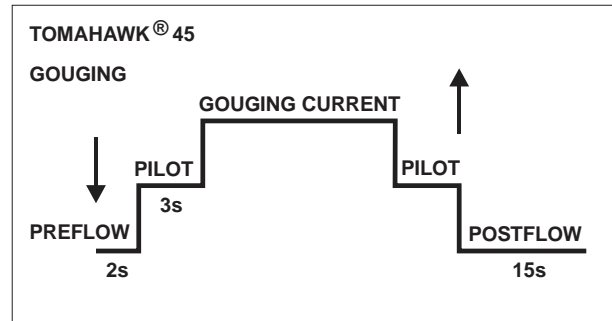 TOMAHAWK® 45
GOUGING
GOUGING CURRENT
PILOT
PILOT
3s
PREFLOW
POSTFLOW
2s
15s